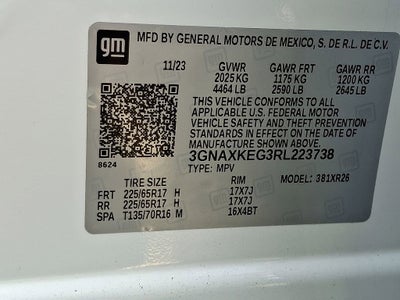 gm
MFD BY GENERAL MOTORS DE MEXICO, S. DE R.L. DE C.V.
11/23 GVWR GAWR FRT GAWR RR
2025 KG 1175 KG 1200 KG
4464 LB 2590 LB 2645 LB
THIS VEHICLE CONFORMS TO ALL
APPLICABLE U.S. FEDERAL MOTOR
VEHICLE SAFETY AND THEFT
PREVENTION STANDARDS IN EFFECT ON
THE DATE OF MANUFACTURE SHOWN ABOVE.
3GNAXKEG3RL223738
8624
TYPE: MPV MODEL: 381XR26
TIRE SIZE RIM
FRT 225/65R17 H 17X7J
RR 225/65R17 H 17X7J
SPA T135/70R16 M 16X4BT